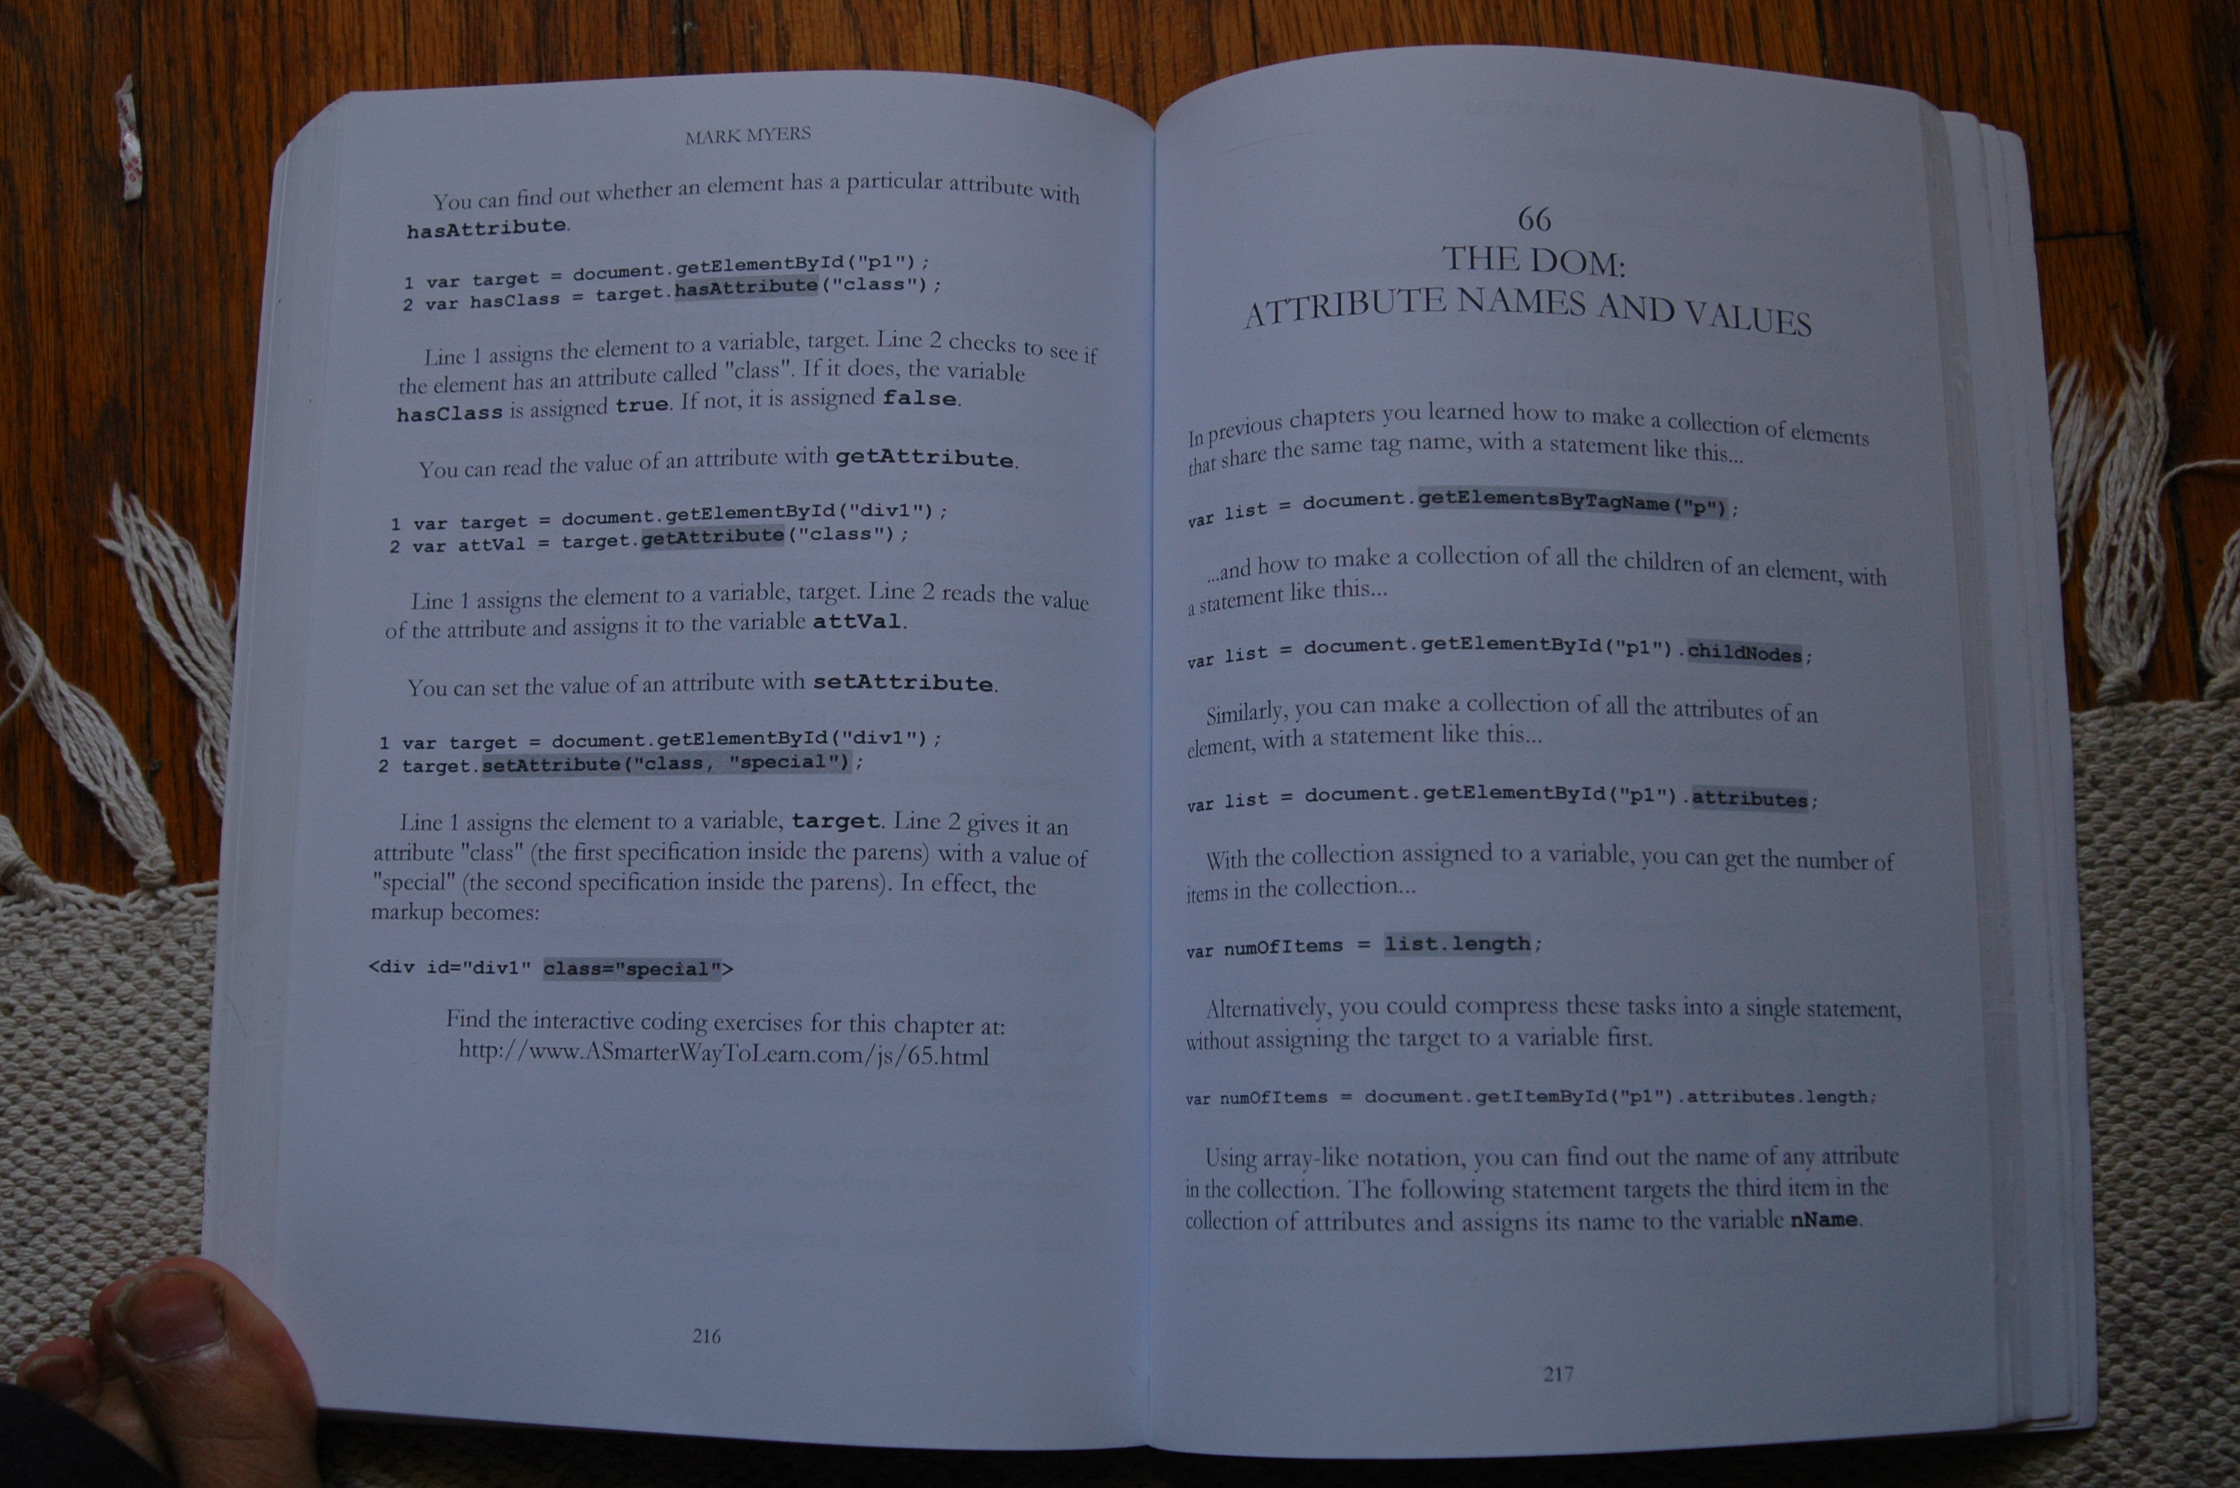 MARK MYERS
You can find out whether an element has a particular attribute with
hasAttribute.
1 var target = document.getElementById("p1");
2 var hasClass = target.hasAttribute("class");
Line 1 assigns the element to a variable, target. Line 2 checks to see if
the element has an attribute called "class". If it does, the variable
hasClass is assigned true. If not, it is assigned false.
You can read the value of an attribute with getAttribute.
1 var target = document.getElementById("div1");
2 var attVal = target.getAttribute("class");
Line 1 assigns the element to a variable, target. Line 2 reads the value
of the attribute and assigns it to the variable attVal.
You can set the value of an attribute with setAttribute.
1 var target = document.getElementById("div1");
2 target.setAttribute("class, "special");
Line 1 assigns the element to a variable, target. Line 2 gives it an
attribute "class" (the first specification inside the parens) with a value of
"special" (the second specification inside the parens). In effect, the
markup becomes:
<div id="div1" class="special">
Find the interactive coding exercises for this chapter at:
http://www.ASmarterWayToLearn.com/js/65.html
216
66
THE DOM:
ATTRIBUTE NAMES AND VALUES
In previous chapters you learned how to make a collection of elements
that share the same tag name, with a statement like this...
var list = document.getElementsByTagName("p");
...and how to make a collection of all the children of an element, with
a statement like this...
var list = document.getElementById("p1").childNodes;
Similarly, you can make a collection of all the attributes of an
element, with a statement like this...
var list = document.getElementById("p1").attributes;
With the collection assigned to a variable, you can get the number of
items in the collection...
var numOfItems = list.length;
Alternatively, you could compress these tasks into a single statement,
without assigning the target to a variable first.
var numOfItems = document.getItemById("p1").attributes.length;
Using array-like notation, you can find out the name of any attribute
in the collection. The following statement targets the third item in the
collection of attributes and assigns its name to the variable nName.
217